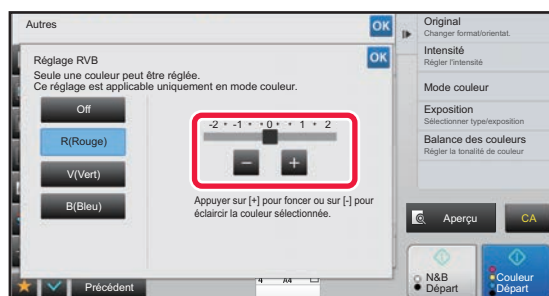 Autres
OK
Réglage RVB
OK
Seule une couleur peut être réglée.
Ce réglage est applicable uniquement en mode couleur.
Off
R(Rouge)
V(Vert)
B(Bleu)
-2 • -1 • • 0 • • 1 • 2
- +
Appuyer sur [+] pour foncer ou sur [-] pour
éclaircir la couleur sélectionnée.
Précédent
4 A4
Original
Changer format/orientat.
Intensité
Régler l'intensité
Mode couleur
Exposition
Sélectionner type/exposition
Balance des couleurs
Régler la tonalité de couleur
Aperçu
CA
N&B
Départ
Couleur
Départ